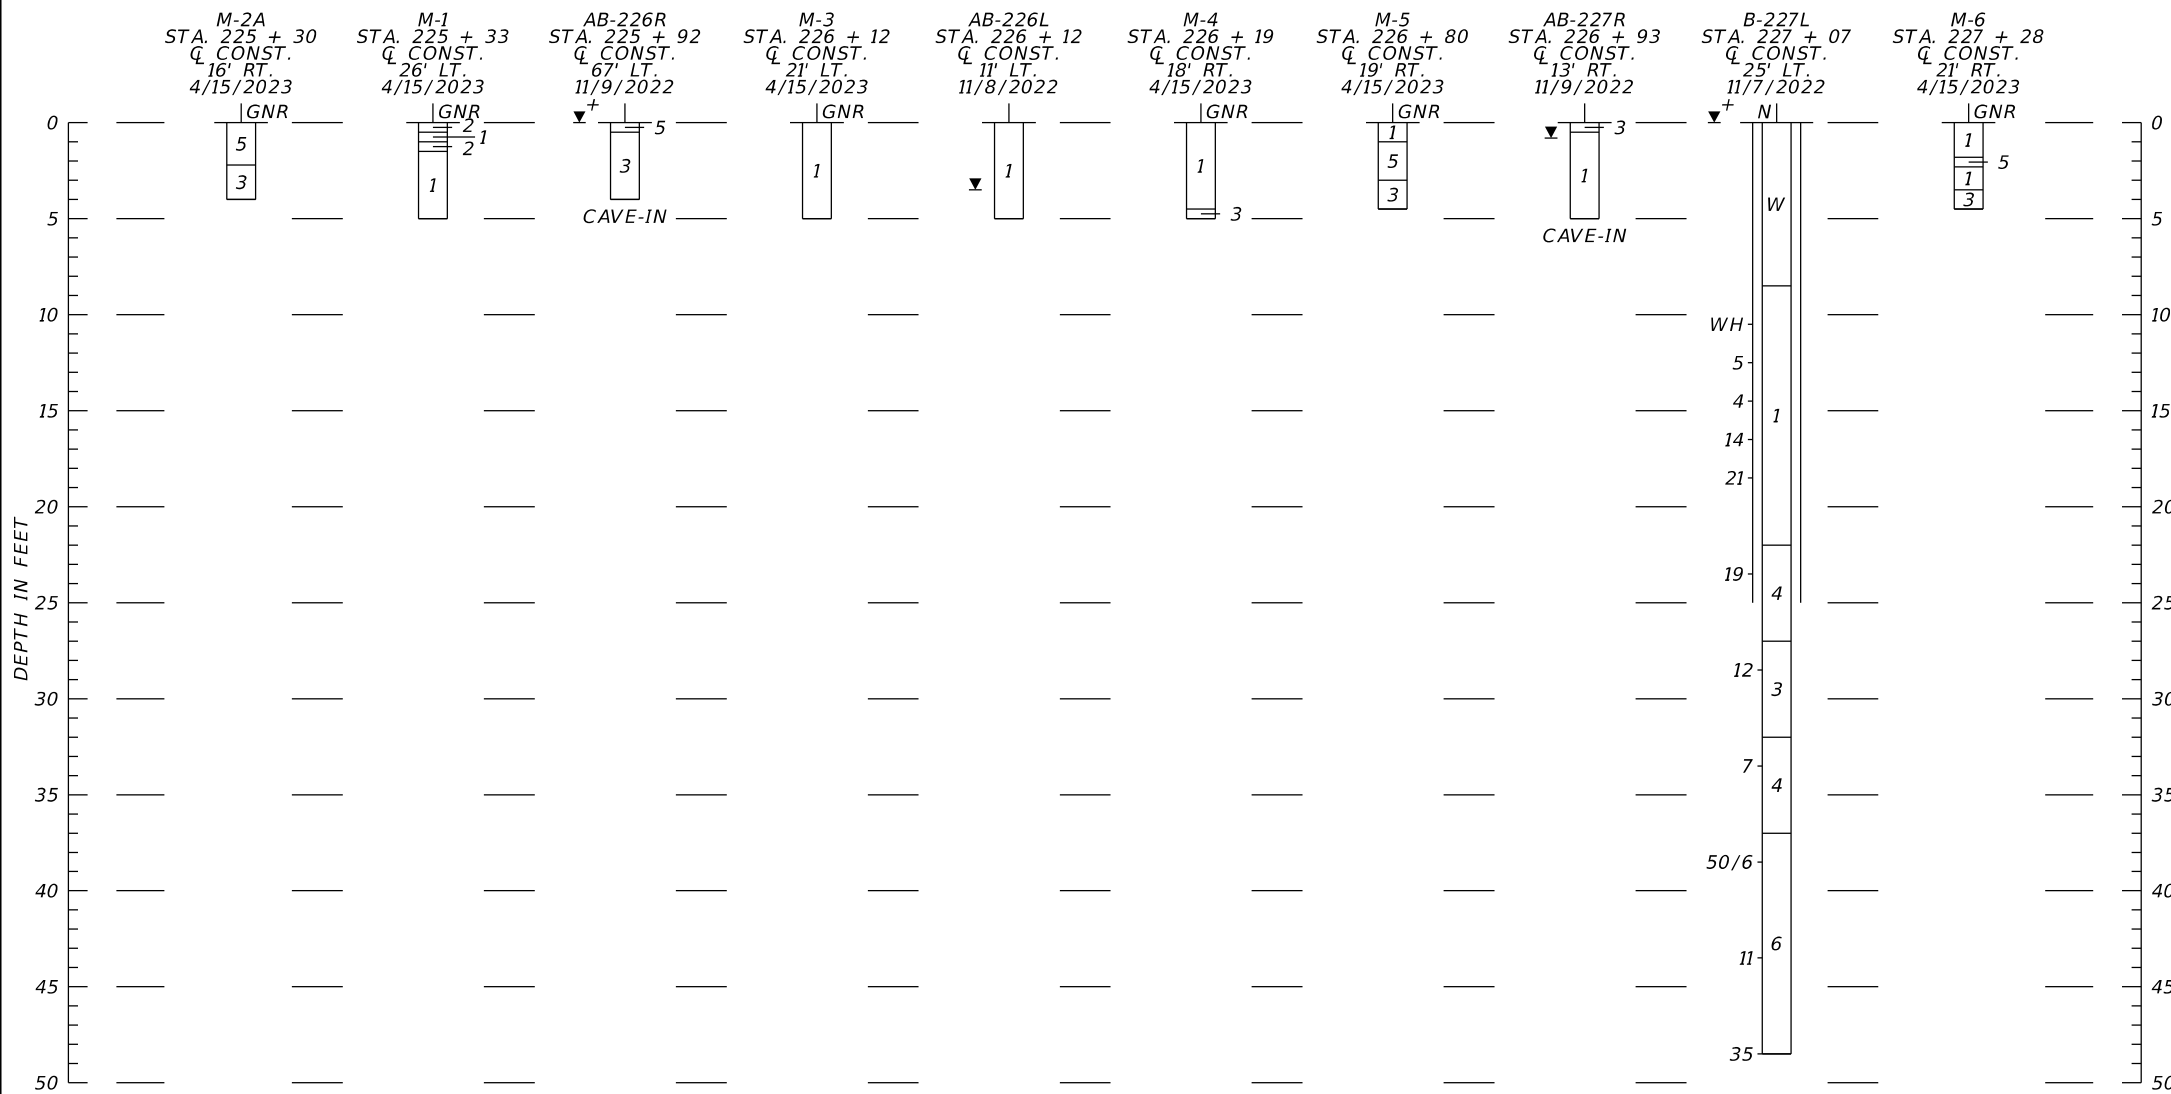 M-2A
STA. 225 + 30
℄ CONST.
16' RT.
4/15/2023
GNR
5
3
M-1
STA. 225 + 33
℄ CONST.
26' LT.
4/15/2023
GNR
2
1
2
1
AB-226R
STA. 225 + 92
℄ CONST.
67' LT.
11/9/2022
+
5
3
CAVE-IN
M-3
STA. 226 + 12
℄ CONST.
21' LT.
4/15/2023
GNR
1
AB-226L
STA. 226 + 12
℄ CONST.
11' LT.
11/8/2022
1
M-4
STA. 226 + 19
℄ CONST.
18' RT.
4/15/2023
GNR
1
3
M-5
STA. 226 + 80
℄ CONST.
19' RT.
4/15/2023
GNR
1
5
3
AB-227R
STA. 226 + 93
℄ CONST.
13' RT.
11/9/2022
3
1
CAVE-IN
B-227L
STA. 227 + 07
℄ CONST.
25' LT.
11/7/2022
+
N
W
WH
5
4
1
14
21
19
4
12
3
7
4
50/6
6
11
35
M-6
STA. 227 + 28
℄ CONST.
21' RT.
4/15/2023
GNR
1
5
1
3
DEPTH IN FEET
0
5
10
15
20
25
30
35
40
45
50
0
5
10
15
20
25
30
35
40
45
50